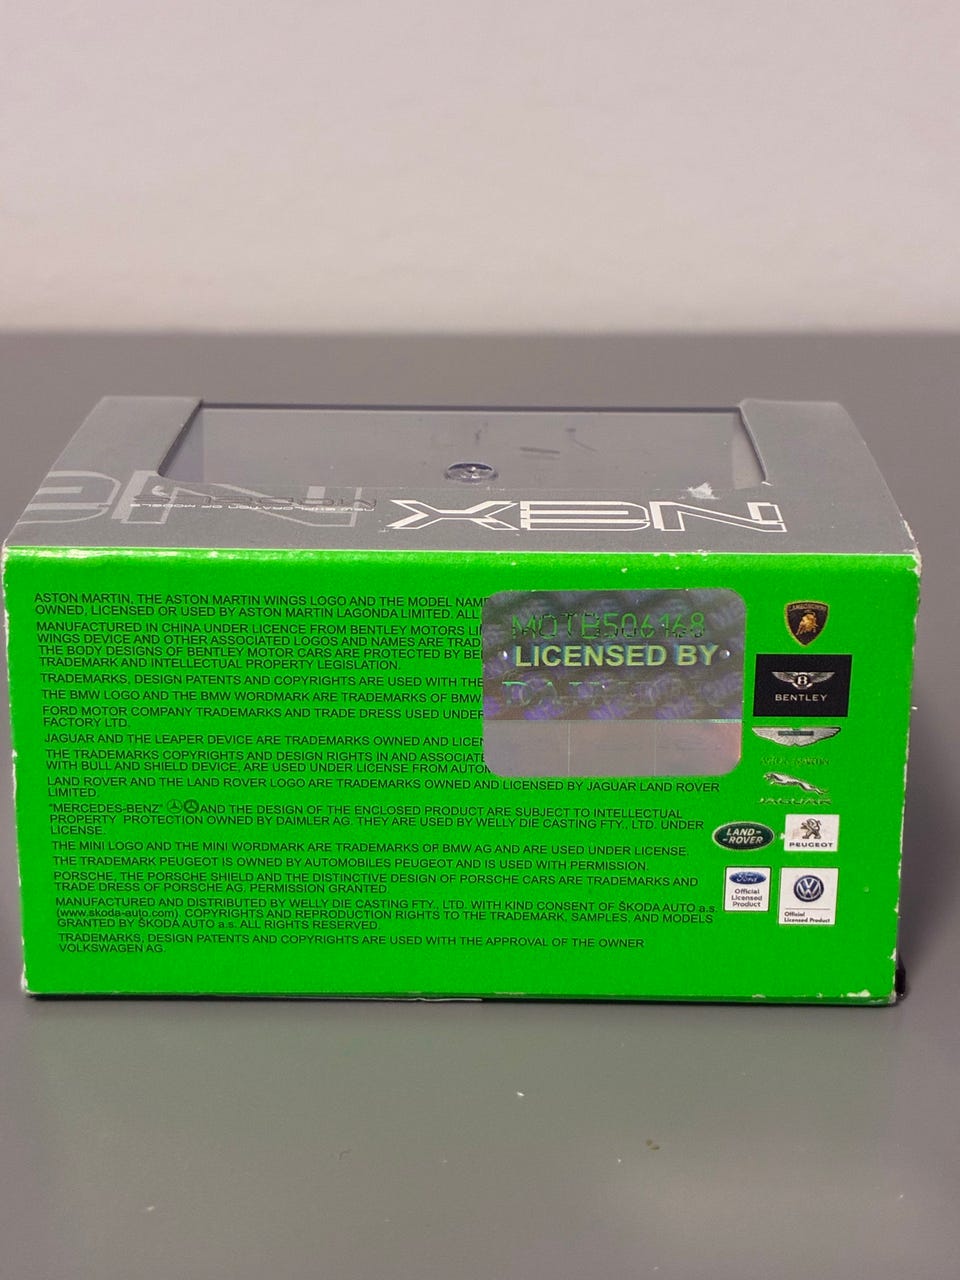 NEX
MODELS
NEW EXPLORATION OF MODELS
NEX
ASTON MARTIN, THE ASTON MARTIN WINGS LOGO AND THE MODEL NAME
OWNED, LICENSED OR USED BY ASTON MARTIN LAGONDA LIMITED. ALL
MANUFACTURED IN CHINA UNDER LICENCE FROM BENTLEY MOTORS
WINGS DEVICE AND OTHER ASSOCIATED LOGOS AND NAMES ARE
THE BODY DESIGNS OF BENTLEY MOTOR CARS ARE PROTECTED BY
TRADEMARK AND INTELLECTUAL PROPERTY LEGISLATION.
TRADEMARKS, DESIGN PATENTS AND COPYRIGHTS ARE USED WITH THE
THE BMW LOGO AND THE BMW WORDMARK ARE TRADEMARKS OF BMW
FORD MOTOR COMPANY TRADEMARKS AND TRADE DRESS USED UNDER
FACTORY LTD.
JAGUAR AND THE LEAPER DEVICE ARE TRADEMARKS OWNED AND
THE TRADEMARKS COPYRIGHTS AND DESIGN RIGHTS IN AND
WITH BULL AND SHIELD DEVICE, ARE USED UNDER LICENSE FROM
LAND ROVER AND THE LAND ROVER LOGO ARE TRADEMARKS OWNED AND LICENSED BY JAGUAR LAND ROVER
LIMITED.
"MERCEDES-BENZ" AND THE DESIGN OF THE ENCLOSED PRODUCT ARE SUBJECT TO INTELLECTUAL
PROPERTY PROTECTION OWNED BY DAIMLER AG. THEY ARE USED BY WELLY DIE CASTING FTY., LTD. UNDER
LICENSE.
THE MINI LOGO AND THE MINI WORDMARK ARE TRADEMARKS OF BMW AG AND ARE USED UNDER LICENSE.
THE TRADEMARK PEUGEOT IS OWNED BY AUTOMOBILES PEUGEOT AND IS USED WITH PERMISSION.
PORSCHE, THE PORSCHE SHIELD AND THE DISTINCTIVE DESIGN OF PORSCHE CARS ARE TRADEMARKS AND
TRADE DRESS OF PORSCHE AG. PERMISSION GRANTED.
MANUFACTURED AND DISTRIBUTED BY WELLY DIE CASTING FTY., LTD. WITH KIND CONSENT OF ŠKODA AUTO a.s.
(www.skoda-auto.com). COPYRIGHTS AND REPRODUCTION RIGHTS TO THE TRADEMARK, SAMPLES, AND MODELS
GRANTED BY ŠKODA AUTO a.s. ALL RIGHTS RESERVED.
TRADEMARKS, DESIGN PATENTS AND COPYRIGHTS ARE USED WITH THE APPROVAL OF THE OWNER
VOLKSWAGEN AG.
MQTB506168
LICENSED BY
LAMBORGHINI
BENTLEY
ASTON MARTIN
JAGUAR
LAND-
ROVER
PEUGEOT
Ford
Official
Licensed
Product
Official
Licensed Product